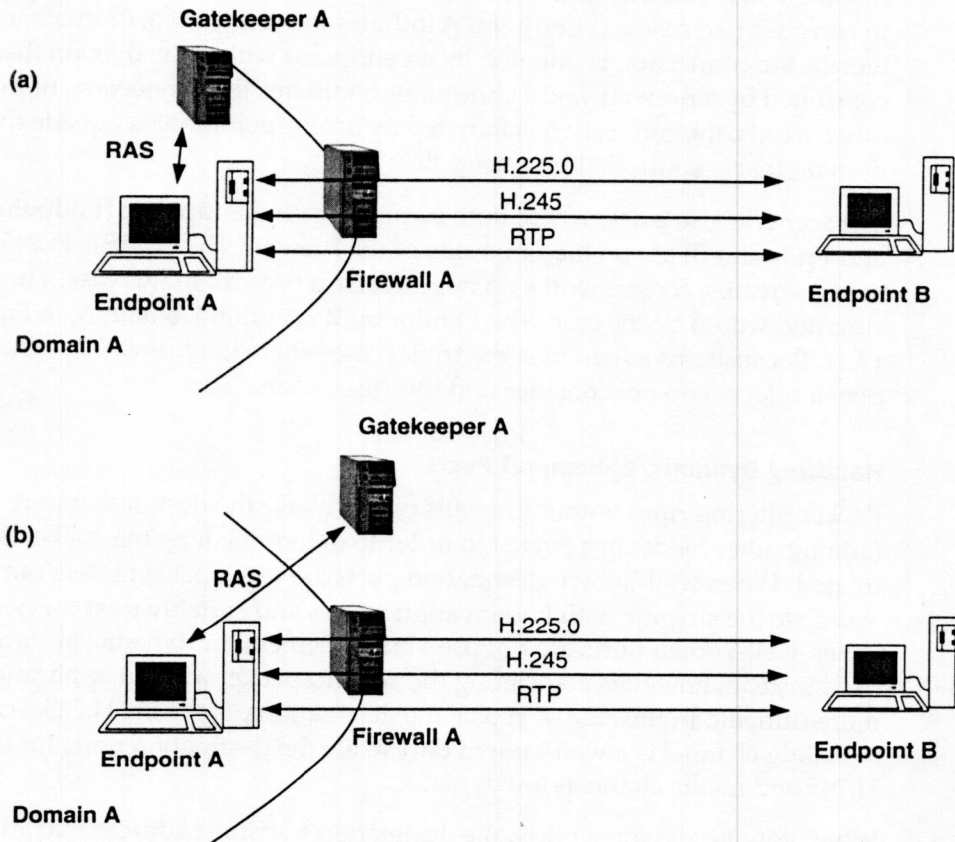 Gatekeeper A
(a)
RAS
H.225.0
H.245
RTP
Endpoint A
Firewall A
Endpoint B
Domain A
Gatekeeper A
(b)
RAS
H.225.0
H.245
RTP
Endpoint A
Firewall A
Endpoint B
Domain A